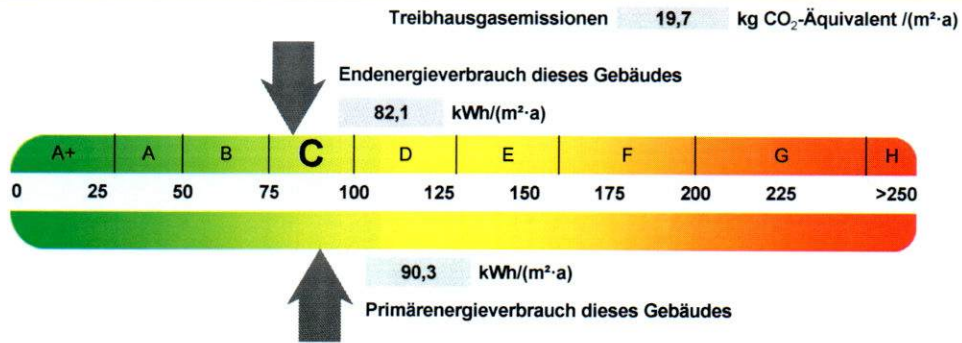 Treibhausgasemissionen 19,7 kg CO₂-Äquivalent /(m²·a)
Endenergieverbrauch dieses Gebäudes
82,1 kWh/(m²·a)
A+ A B C D E F G H
0 25 50 75 100 125 150 175 200 225 >250
90,3 kWh/(m²·a)
Primärenergieverbrauch dieses Gebäudes